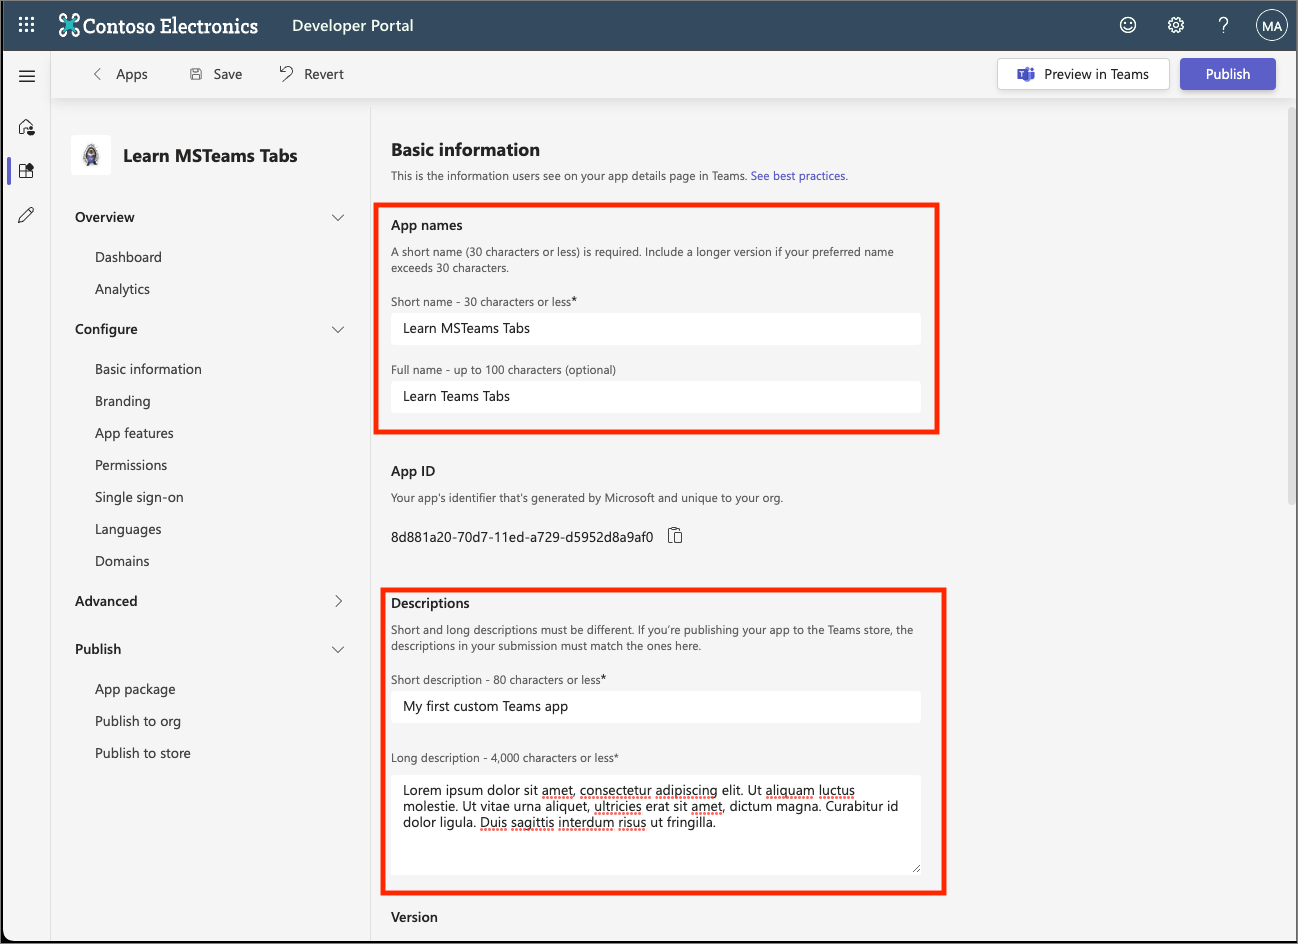 Contoso Electronics
Developer Portal
?
MA
Apps
Save
Revert
Preview in Teams
Publish
Learn MSTeams Tabs
Overview
Dashboard
Analytics
Configure
Basic information
Branding
App features
Permissions
Single sign-on
Languages
Domains
Advanced
Publish
App package
Publish to org
Publish to store
Basic information
This is the information users see on your app details page in Teams. See best practices.
App names
A short name (30 characters or less) is required. Include a longer version if your preferred name
exceeds 30 characters.
Short name - 30 characters or less*
Learn MSTeams Tabs
Full name - up to 100 characters (optional)
Learn Teams Tabs
App ID
Your app's identifier that's generated by Microsoft and unique to your org.
8d881a20-70d7-11ed-a729-d5952d8a9af0
Descriptions
Short and long descriptions must be different. If you're publishing your app to the Teams store, the
descriptions in your submission must match the ones here.
Short description - 80 characters or less*
My first custom Teams app
Long description - 4,000 characters or less*
Lorem ipsum dolor sit amet, consectetur adipiscing elit. Ut aliquam luctus
molestie. Ut vitae urna aliquet, ultricies erat sit amet, dictum magna. Curabitur id
dolor ligula. Duis sagittis interdum risus ut fringilla.
Version